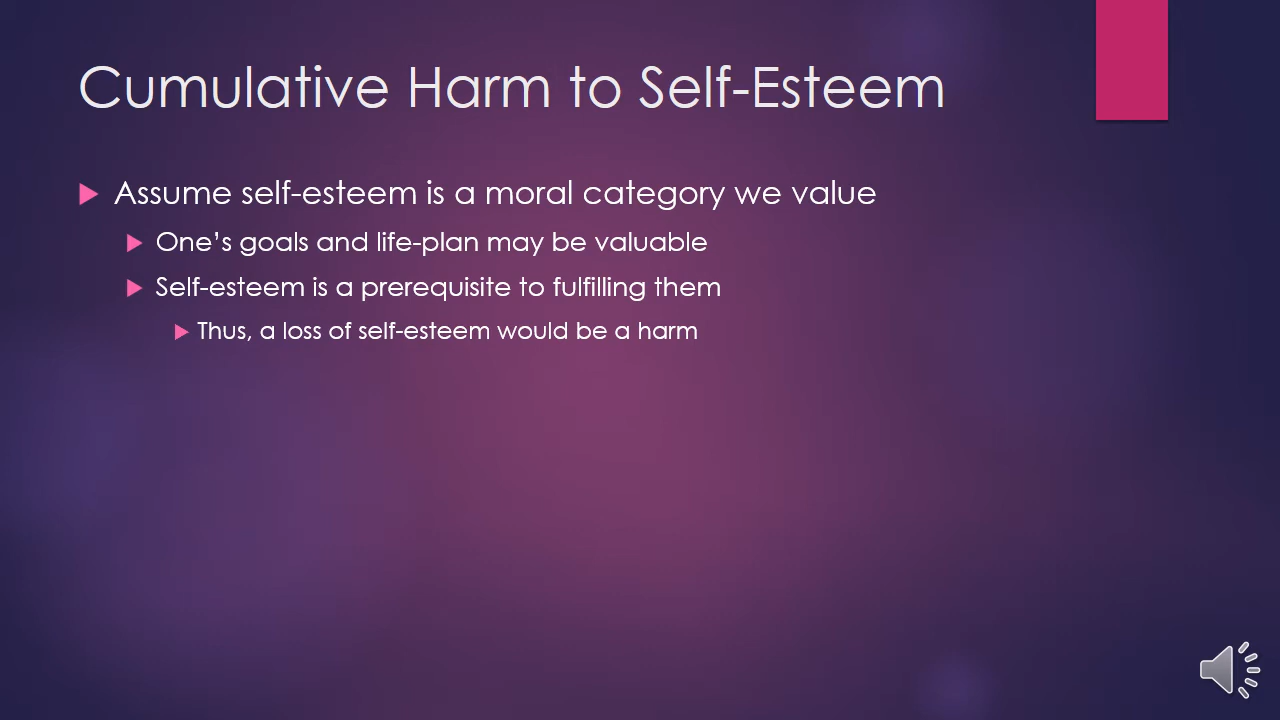 Cumulative Harm to Self-Esteem
Assume self-esteem is a moral category we value
One’s goals and life-plan may be valuable
Self-esteem is a prerequisite to fulfilling them
Thus, a loss of self-esteem would be a harm